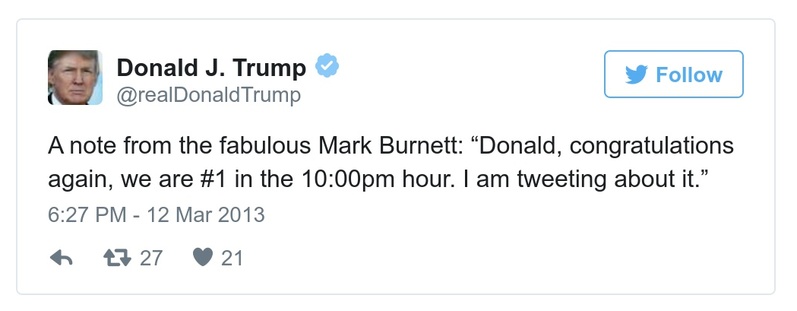 Donald J. Trump
@realDonaldTrump
Follow
A note from the fabulous Mark Burnett: “Donald, congratulations
again, we are #1 in the 10:00pm hour. I am tweeting about it.”
6:27 PM - 12 Mar 2013
27 21